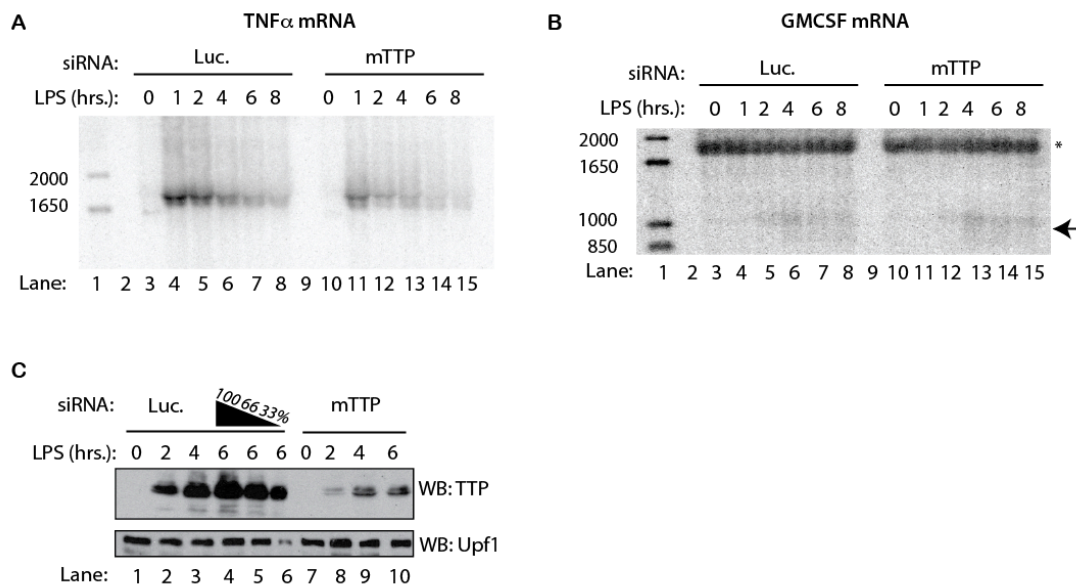 A
TNFα mRNA
siRNA: Luc. mTTP
LPS (hrs.): 0 1 2 4 6 8 0 1 2 4 6 8
2000
1650
Lane: 1 2 3 4 5 6 7 8 9 10 11 12 13 14 15
B
GMCSF mRNA
siRNA: Luc. mTTP
LPS (hrs.): 0 1 2 4 6 8 0 1 2 4 6 8
2000 *
1650
1000
850
Lane: 1 2 3 4 5 6 7 8 9 10 11 12 13 14 15
C
siRNA: Luc. 100 66 33% mTTP
LPS (hrs.): 0 2 4 6 6 6 0 2 4 6
WB: TTP
WB: Upf1
Lane: 1 2 3 4 5 6 7 8 9 10